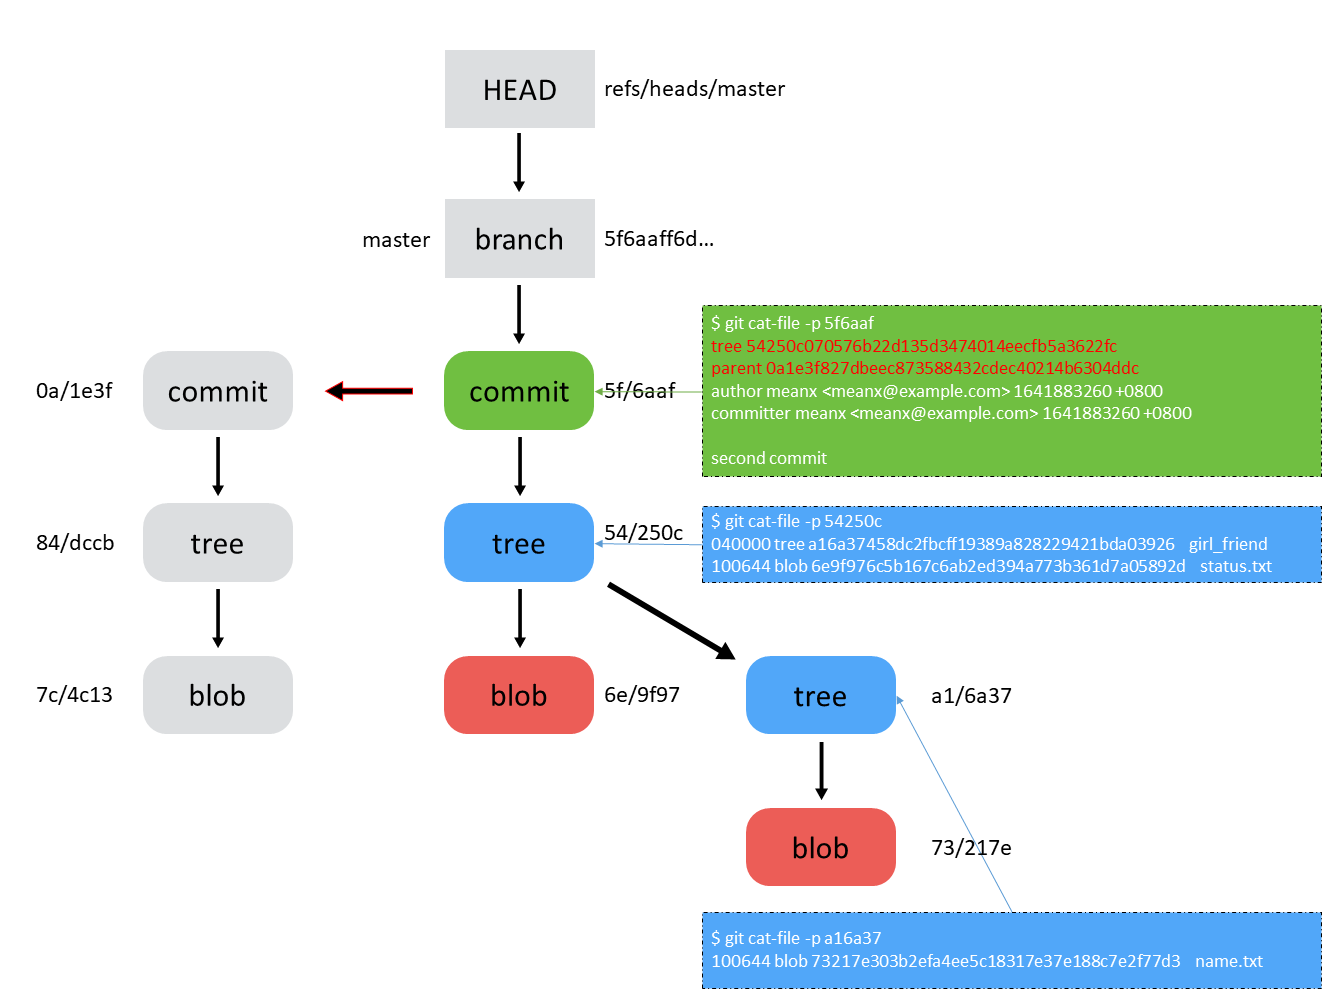 HEAD
refs/heads/master
master
branch
5f6aaff6d...
$ git cat-file -p 5f6aaf
tree 54250c070576b22d135d3474014eecfb5a3622fc
parent 0a1e3f827dbeec873588432cdec40214b6304ddc
author meanx <meanx@example.com> 1641883260 +0800
committer meanx <meanx@example.com> 1641883260 +0800
second commit
0a/1e3f
commit
commit
5f/6aaf
84/dccb
tree
tree
54/250c
$ git cat-file -p 54250c
040000 tree a16a37458dc2fbcff19389a828229421bda03926 girl_friend
100644 blob 6e9f976c5b167c6ab2ed394a773b361d7a05892d status.txt
7c/4c13
blob
blob
6e/9f97
tree
a1/6a37
blob
73/217e
$ git cat-file -p a16a37
100644 blob 73217e303b2efa4ee5c18317e37e188c7e2f77d3 name.txt